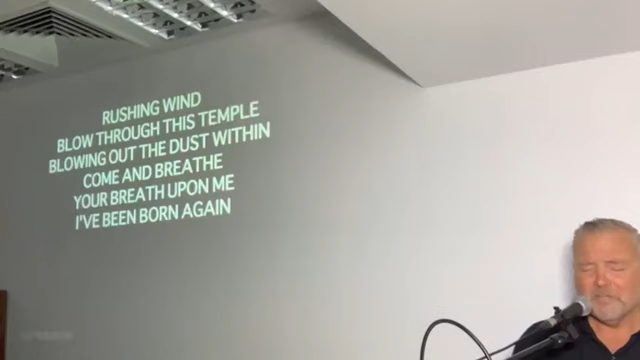 RUSHING WIND
BLOW THROUGH THIS TEMPLE
BLOWING OUT THE DUST WITHIN
COME AND BREATHE
YOUR BREATH UPON ME
I'VE BEEN BORN AGAIN